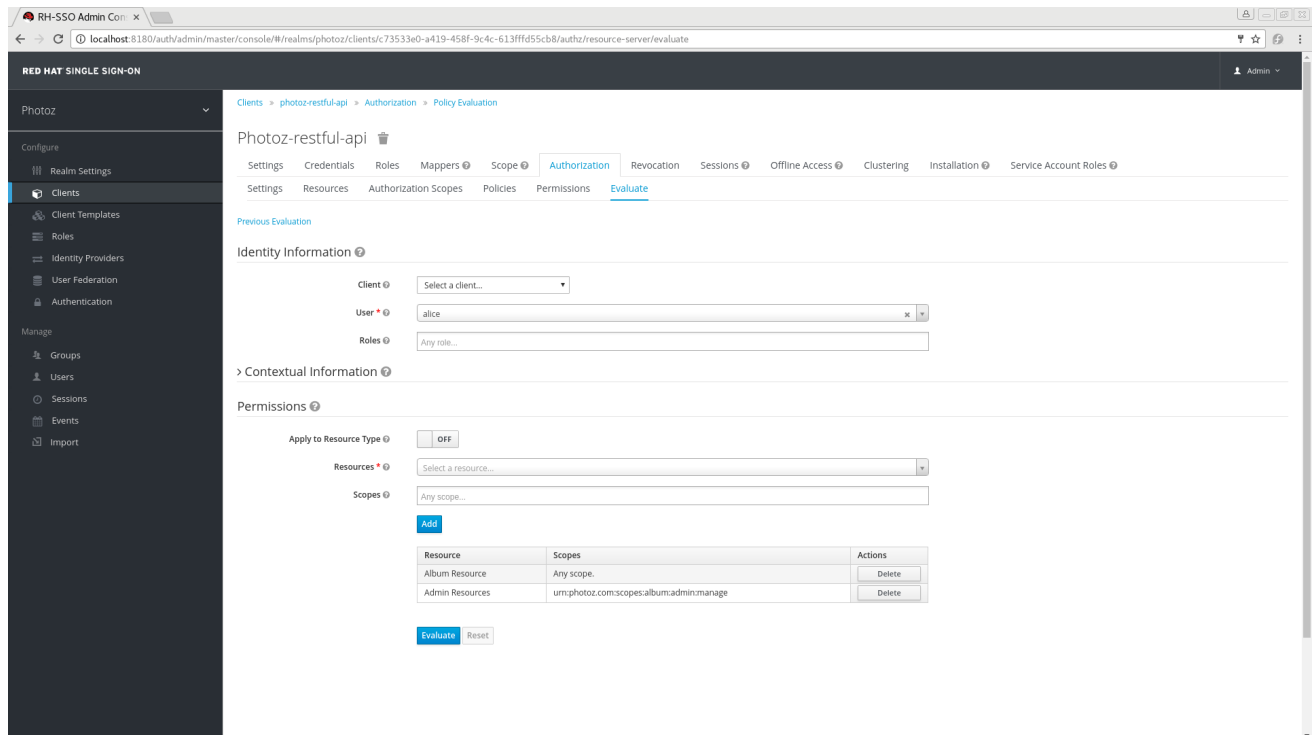 RH-SSO Admin Con
localhost:8180/auth/admin/master/console/#/realms/photoz/clients/c73533e0-a419-458f-9c4c-613fffd55cb8/authz/resource-server/evaluate
RED HAT SINGLE SIGN-ON
Admin
Photoz
Configure
Realm Settings
Clients
Client Templates
Roles
Identity Providers
User Federation
Authentication
Manage
Groups
Users
Sessions
Events
Import
Clients » photoz-restful-api » Authorization » Policy Evaluation
Photoz-restful-api
Settings Credentials Roles Mappers Scope Authorization Revocation Sessions Offline Access Clustering Installation Service Account Roles
Settings Resources Authorization Scopes Policies Permissions Evaluate
Previous Evaluation
Identity Information
Client Select a client...
User * alice
Roles Any role...
Contextual Information
Permissions
Apply to Resource Type OFF
Resources * Select a resource...
Scopes Any scope...
Add
Resource Scopes Actions
Album Resource Any scope. Delete
Admin Resources urn:photoz.com:scopes:album:admin:manage Delete
Evaluate Reset